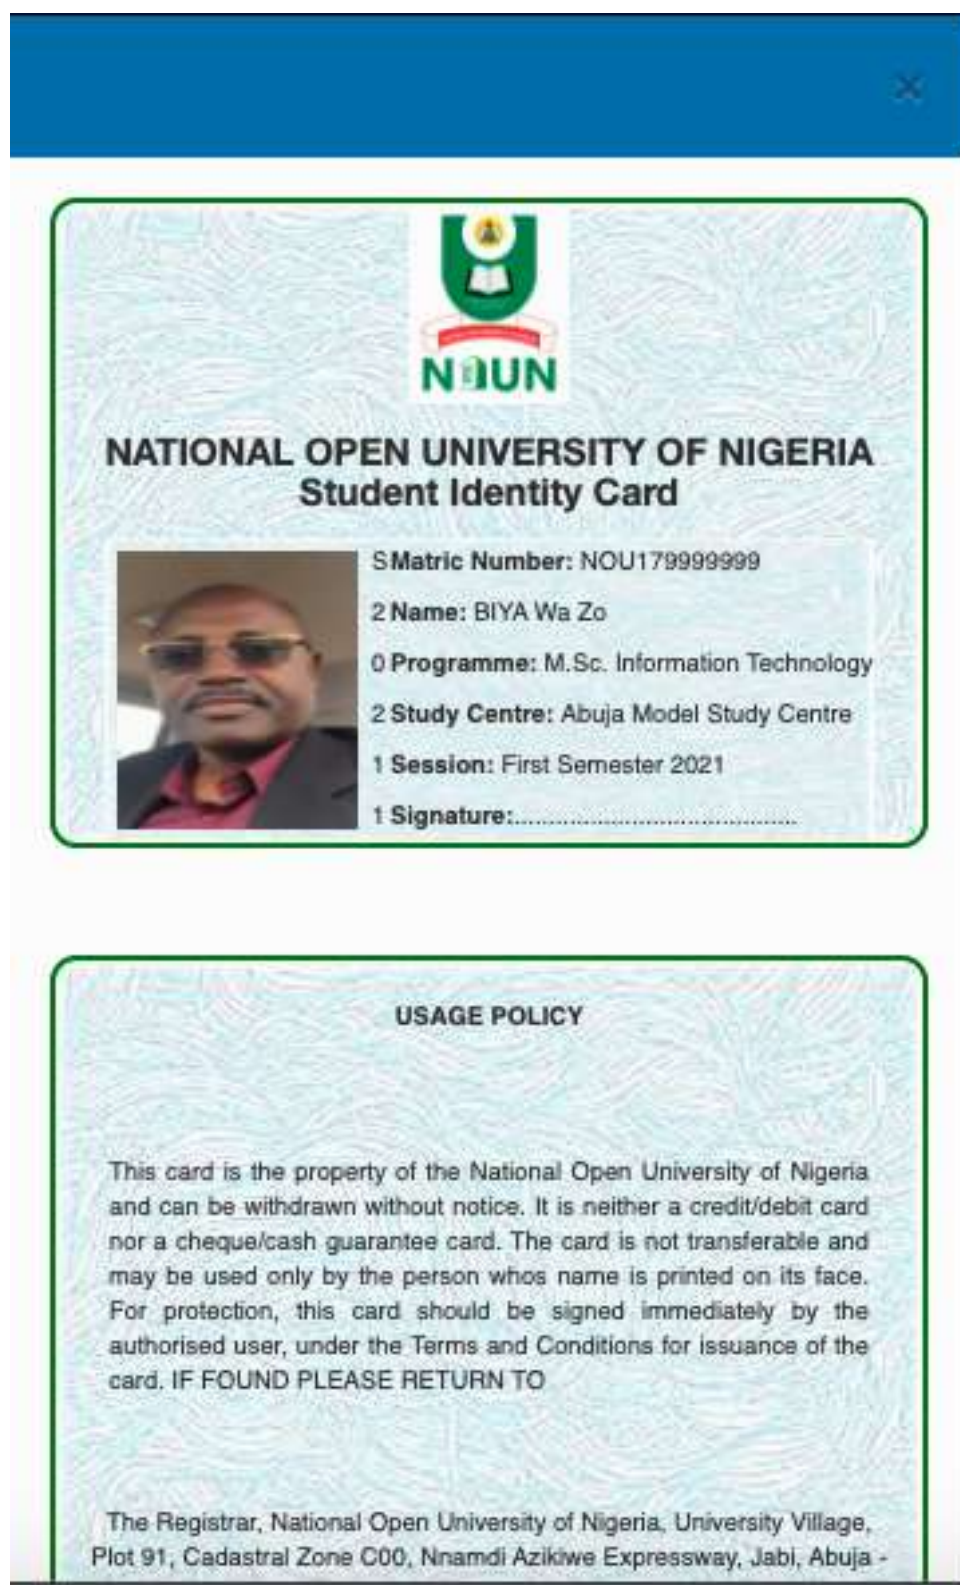 ×
NOUN
NATIONAL OPEN UNIVERSITY OF NIGERIA
Student Identity Card
S Matric Number: NOU179999999
2 Name: BIYA Wa Zo
0 Programme: M.Sc. Information Technology
2 Study Centre: Abuja Model Study Centre
1 Session: First Semester 2021
1 Signature:..........................................
USAGE POLICY
This card is the property of the National Open University of Nigeria
and can be withdrawn without notice. It is neither a credit/debit card
nor a cheque/cash guarantee card. The card is not transferable and
may be used only by the person whos name is printed on its face.
For protection, this card should be signed immediately by the
authorised user, under the Terms and Conditions for issuance of the
card. IF FOUND PLEASE RETURN TO
The Registrar, National Open University of Nigeria, University Village,
Plot 91, Cadastral Zone C00, Nnamdi Azikiwe Expressway, Jabi, Abuja -